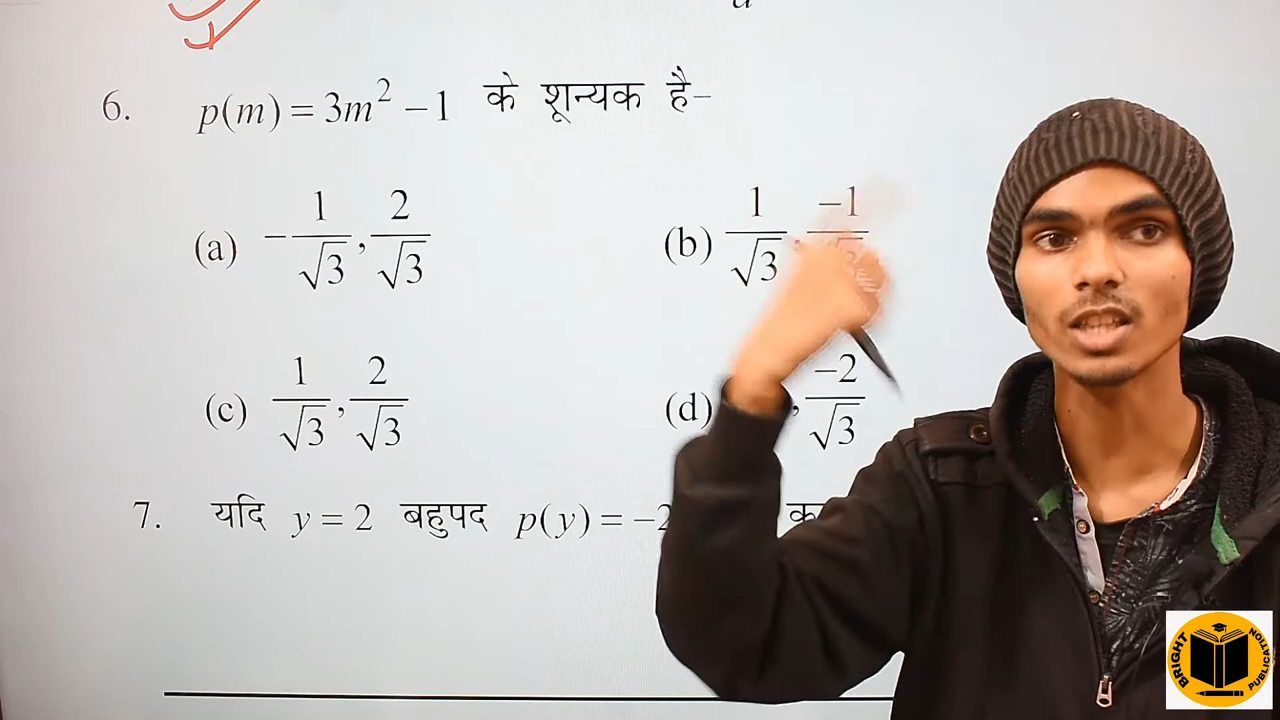 6. p(m) = 3m² – 1 के शून्यक है–
(a) –1/√3, 2/√3
(b) 1/√3, –1/√3
(c) 1/√3, 2/√3
(d) , –2/√3
7. यदि y = 2 बहुपद p(y) = –2
BRIGHT PUBLICATION